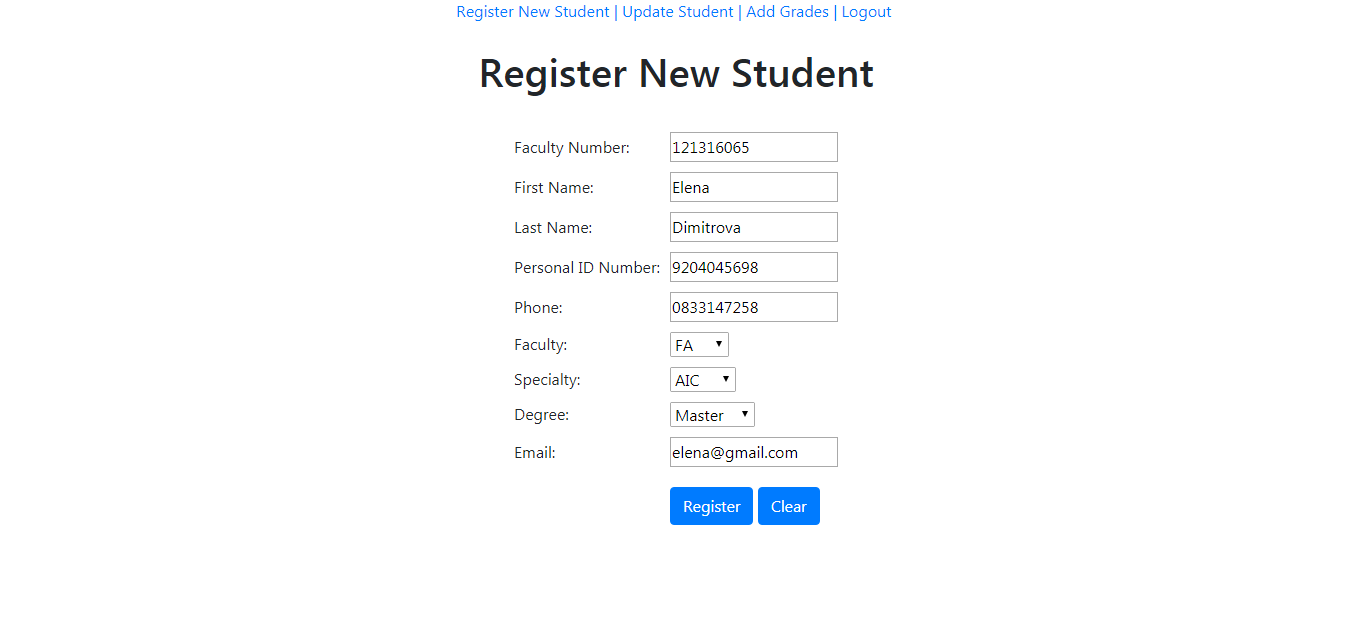 Register New Student | Update Student | Add Grades | Logout
Register New Student
Faculty Number: 121316065
First Name: Elena
Last Name: Dimitrova
Personal ID Number: 9204045698
Phone: 0833147258
Faculty: FA
Specialty: AIC
Degree: Master
Email: elena@gmail.com
Register Clear